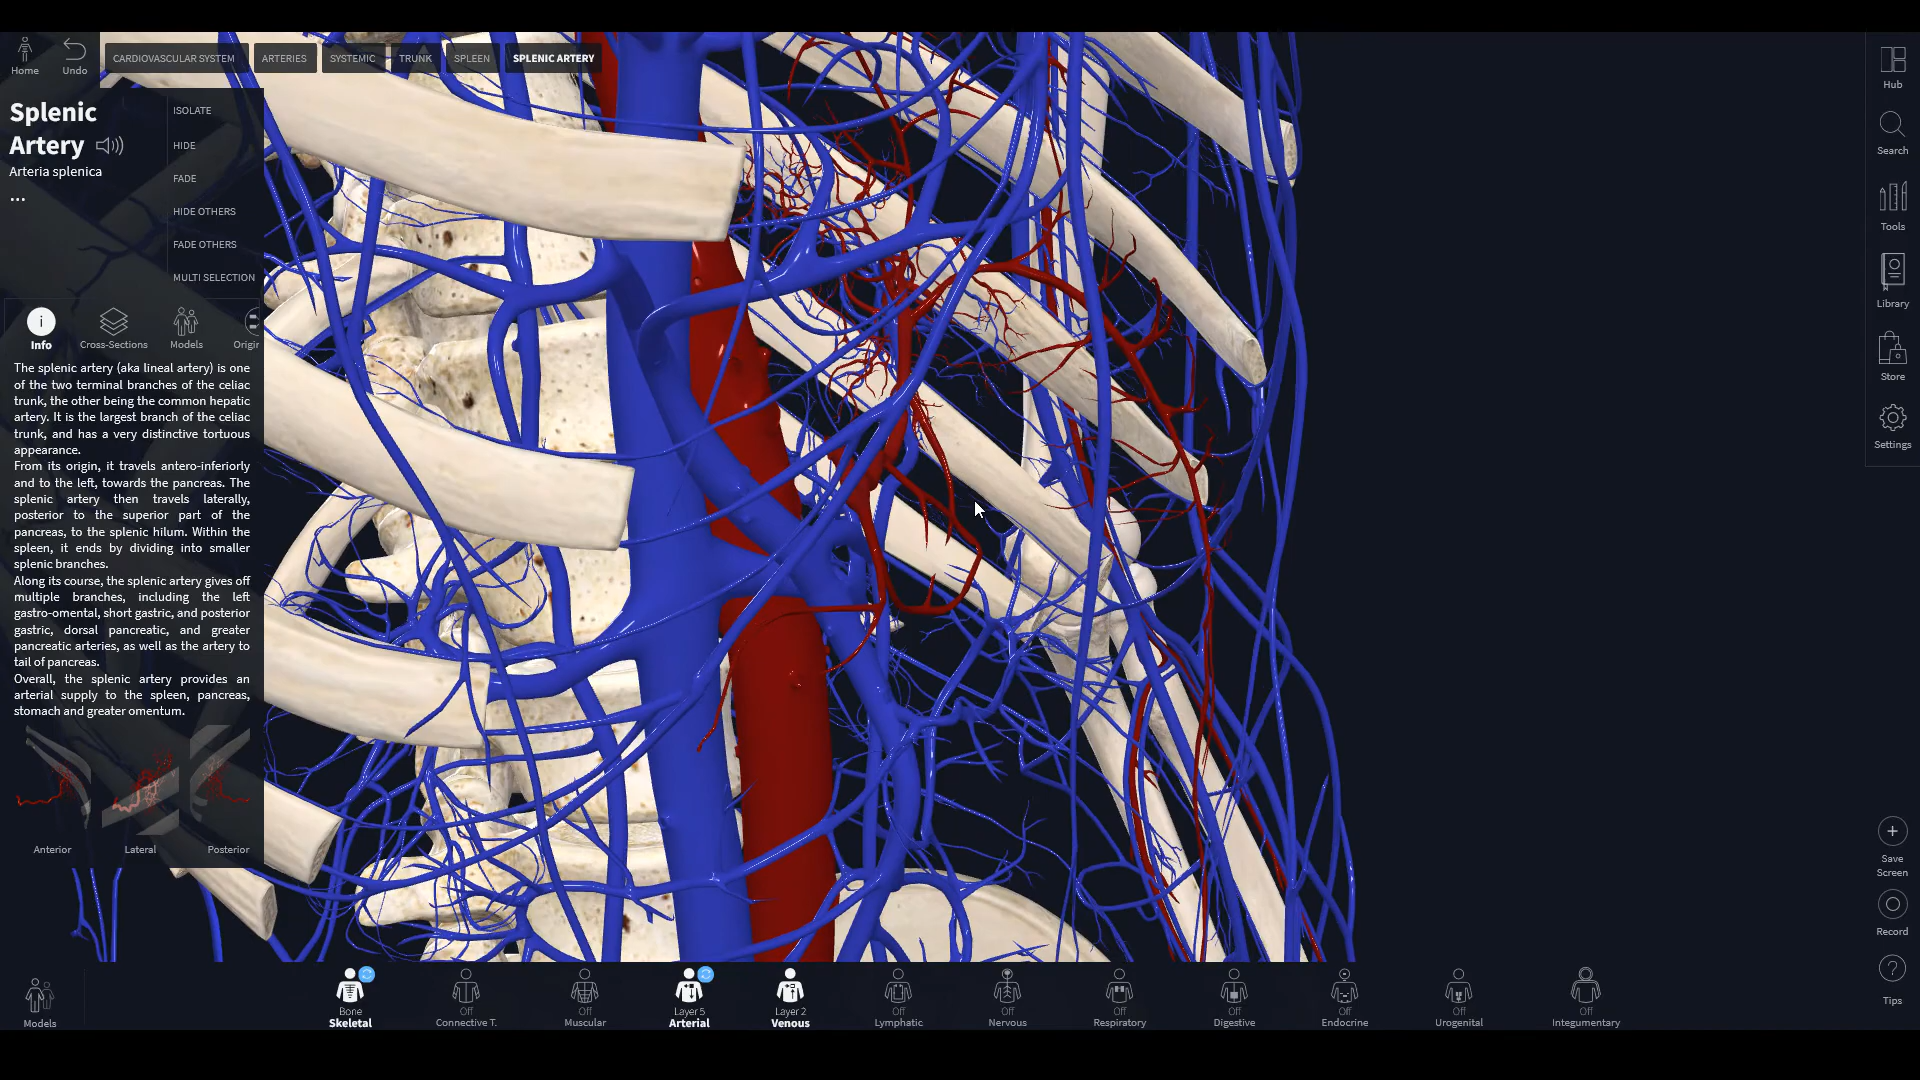 Home
Undo
CARDIOVASCULAR SYSTEM
ARTERIES
SYSTEMIC
TRUNK
SPLEEN
SPLENIC ARTERY
Splenic
Artery
Arteria splenica
...
ISOLATE
HIDE
FADE
HIDE OTHERS
FADE OTHERS
MULTI SELECTION
i
Info
Cross-Sections
Models
Origin
The splenic artery (aka lineal artery) is one
of the two terminal branches of the celiac
trunk, the other being the common hepatic
artery. It is the largest branch of the celiac
trunk, and has a very distinctive tortuous
appearance.
From its origin, it travels antero-inferiorly
and to the left, towards the pancreas. The
splenic artery then travels laterally,
posterior to the superior part of the
pancreas, to the splenic hilum. Within the
spleen, it ends by dividing into smaller
splenic branches.
Along its course, the splenic artery gives off
multiple branches, including the left
gastro-omental, short gastric, and posterior
gastric, dorsal pancreatic, and greater
pancreatic arteries, as well as the artery to
tail of pancreas.
Overall, the splenic artery provides an
arterial supply to the spleen, pancreas,
stomach and greater omentum.
Anterior
Lateral
Posterior
Hub
Search
Tools
Library
Store
Settings
Save
Screen
Record
?
Tips
Models
Bone
Skeletal
Off
Connective T.
Off
Muscular
Layer 5
Arterial
Layer 2
Venous
Off
Lymphatic
Off
Nervous
Off
Respiratory
Off
Digestive
Off
Endocrine
Off
Urogenital
Off
Integumentary